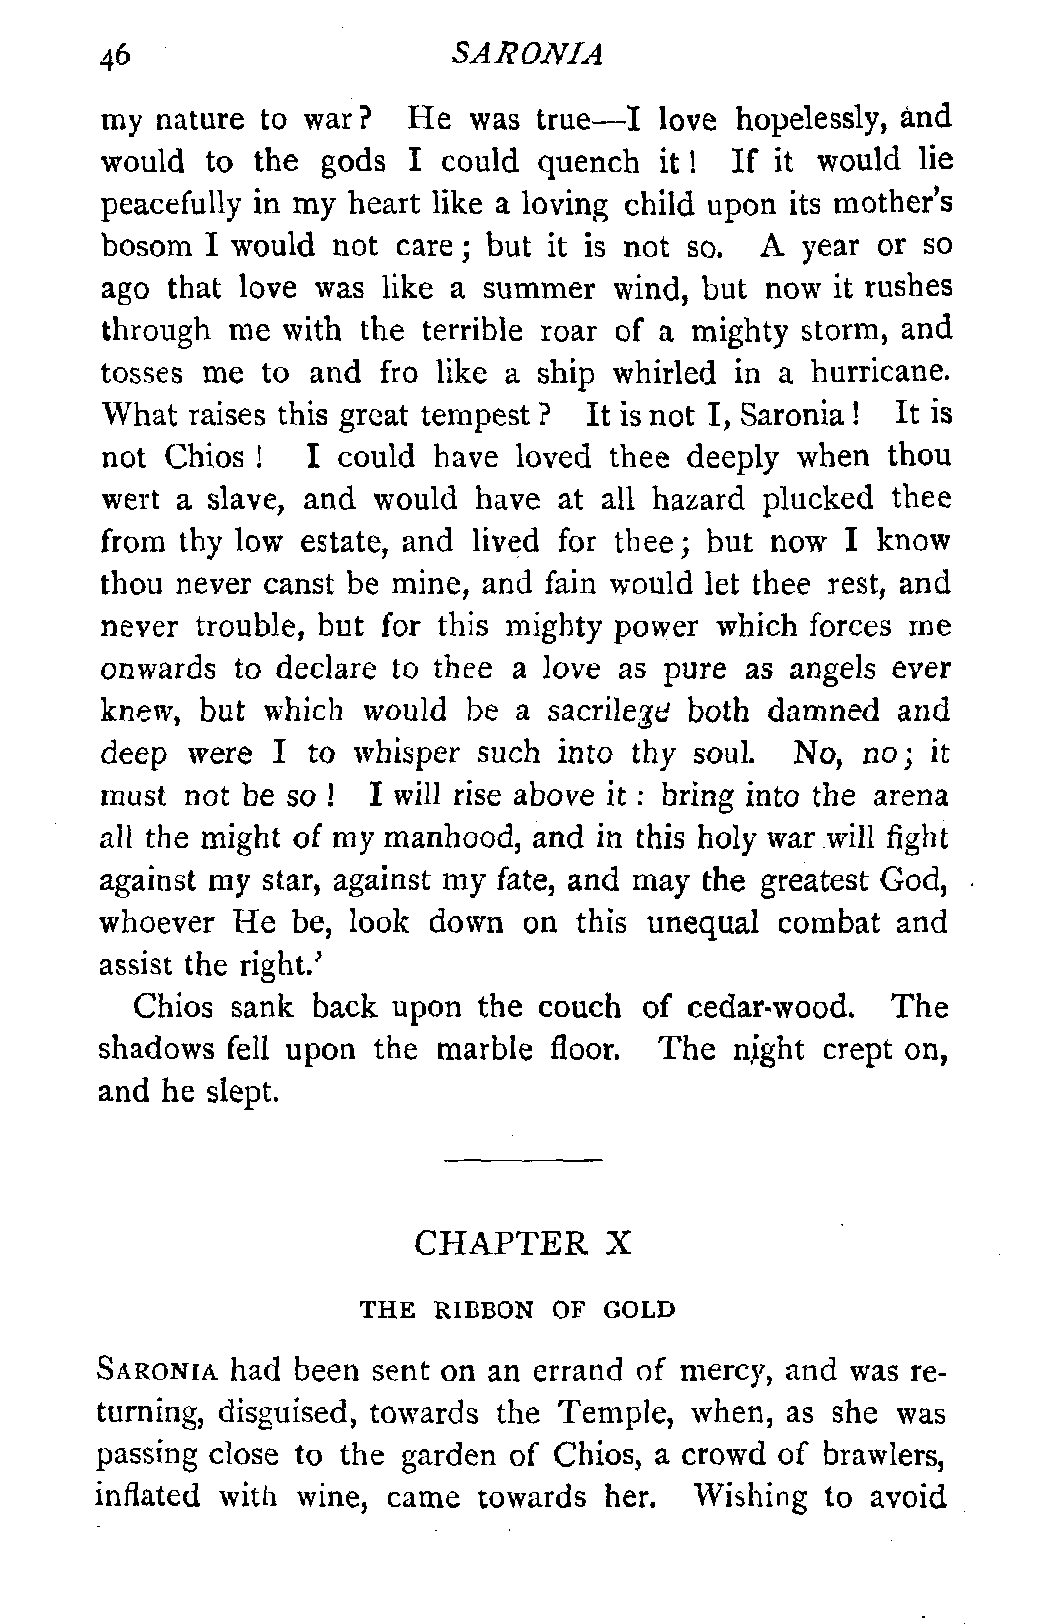 46 SARONIA
my nature to war? He was true—I love hopelessly, and
would to the gods I could quench it! If it would lie
peacefully in my heart like a loving child upon its mother's
bosom I would not care; but it is not so. A year or so
ago that love was like a summer wind, but now it rushes
through me with the terrible roar of a mighty storm, and
tosses me to and fro like a ship whirled in a hurricane.
What raises this great tempest? It is not I, Saronia! It is
not Chios! I could have loved thee deeply when thou
wert a slave, and would have at all hazard plucked thee
from thy low estate, and lived for thee; but now I know
thou never canst be mine, and fain would let thee rest, and
never trouble, but for this mighty power which forces me
onwards to declare to thee a love as pure as angels ever
knew, but which would be a sacrilege both damned and
deep were I to whisper such into thy soul. No, no; it
must not be so! I will rise above it: bring into the arena
all the might of my manhood, and in this holy war will fight
against my star, against my fate, and may the greatest God,
whoever He be, look down on this unequal combat and
assist the right.'
Chios sank back upon the couch of cedar-wood. The
shadows fell upon the marble floor. The night crept on,
and he slept.
CHAPTER X
THE RIBBON OF GOLD
SARONIA had been sent on an errand of mercy, and was re-
turning, disguised, towards the Temple, when, as she was
passing close to the garden of Chios, a crowd of brawlers,
inflated with wine, came towards her. Wishing to avoid